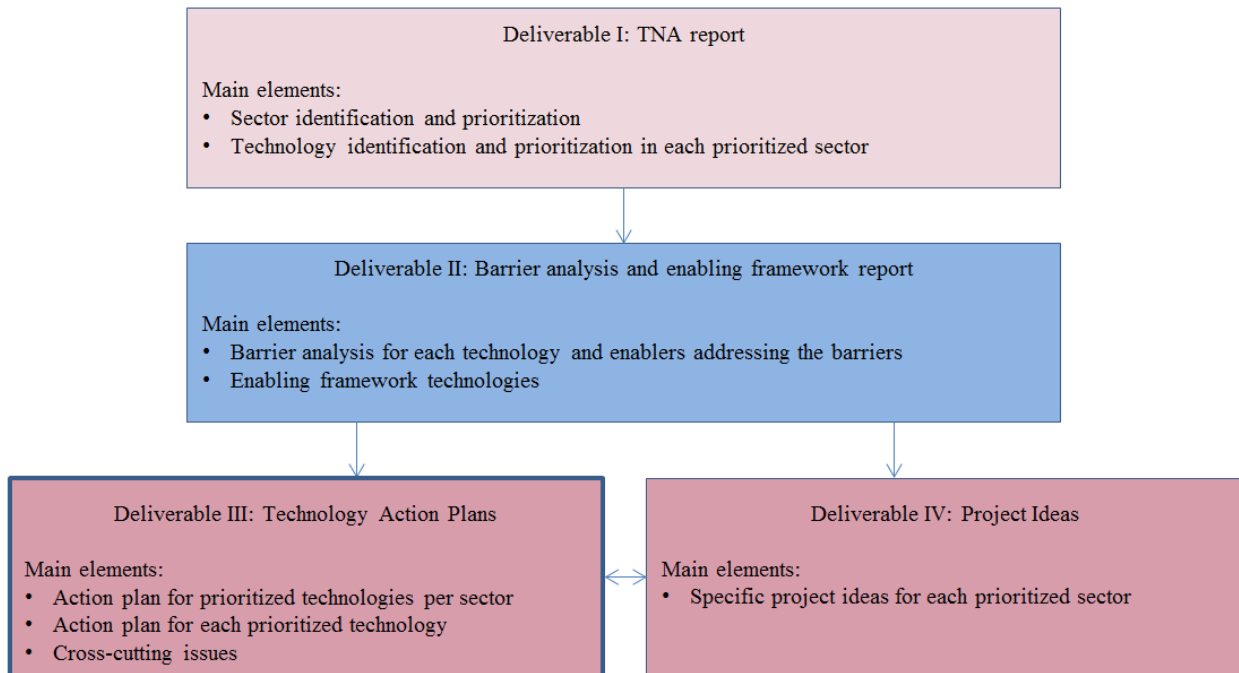 Deliverable I: TNA report
Main elements:
• Sector identification and prioritization
• Technology identification and prioritization in each prioritized sector
Deliverable II: Barrier analysis and enabling framework report
Main elements:
• Barrier analysis for each technology and enablers addressing the barriers
• Enabling framework technologies
Deliverable III: Technology Action Plans
Main elements:
• Action plan for prioritized technologies per sector
• Action plan for each prioritized technology
• Cross-cutting issues
Deliverable IV: Project Ideas
Main elements:
• Specific project ideas for each prioritized sector